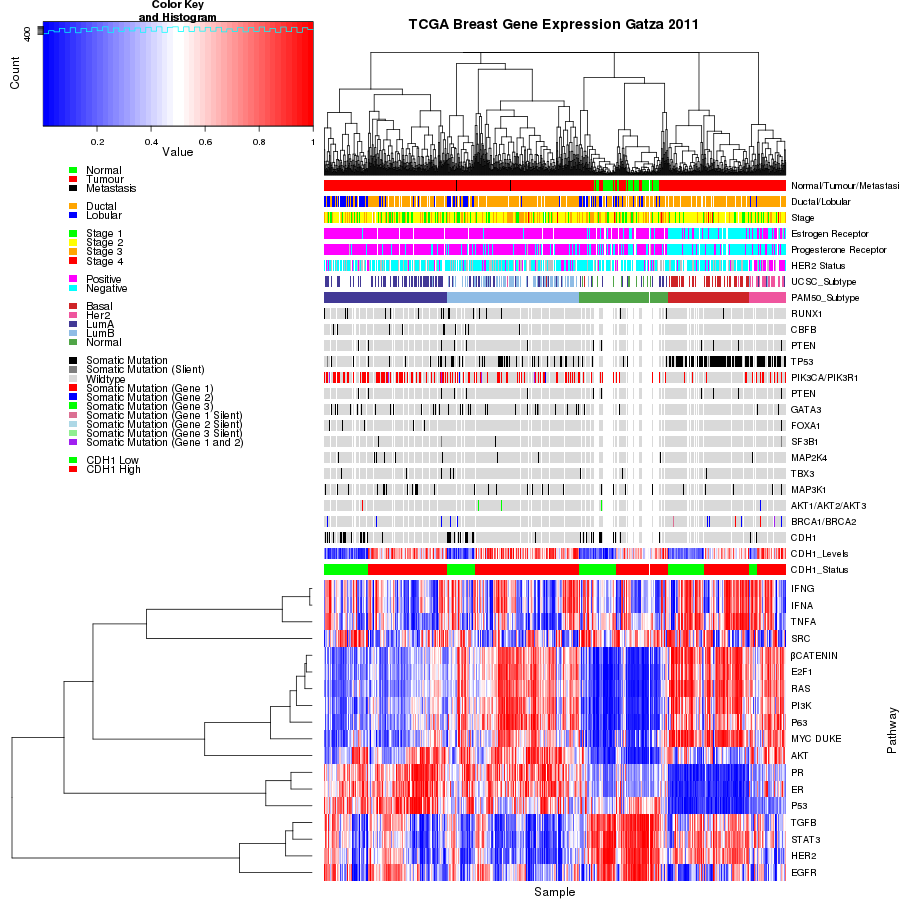 Color Key
and Histogram
TCGA Breast Gene Expression Gatza 2011
400
Count
0.2 0.4 0.6 0.8 1
Value
Normal
Tumour
Metastasis
Ductal
Lobular
Stage 1
Stage 2
Stage 3
Stage 4
Positive
Negative
Basal
Her2
LumA
LumB
Normal
Somatic Mutation
Somatic Mutation (Slient)
Wildtype
Somatic Mutation (Gene 1)
Somatic Mutation (Gene 2)
Somatic Mutation (Gene 3)
Somatic Mutation (Gene 1 Silent)
Somatic Mutation (Gene 2 Silent)
Somatic Mutation (Gene 3 Silent)
Somatic Mutation (Gene 1 and 2)
CDH1 Low
CDH1 High
Normal/Tumour/Metastasi
Ductal/Lobular
Stage
Estrogen Receptor
Progesterone Receptor
HER2 Status
UCSC_Subtype
PAM50_Subtype
RUNX1
CBFB
PTEN
TP53
PIK3CA/PIK3R1
PTEN
GATA3
FOXA1
SF3B1
MAP2K4
TBX3
MAP3K1
AKT1/AKT2/AKT3
BRCA1/BRCA2
CDH1
CDH1_Levels
CDH1_Status
IFNG
IFNA
TNFA
SRC
βCATENIN
E2F1
RAS
PI3K
P63
MYC DUKE
AKT
PR
ER
P53
TGFB
STAT3
HER2
EGFR
Pathway
Sample